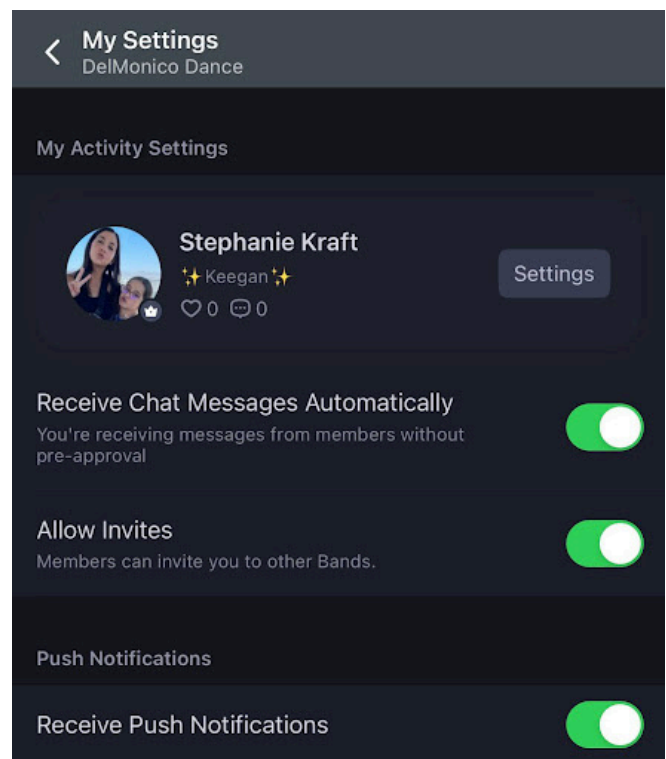 My Settings
DelMonico Dance
My Activity Settings
Stephanie Kraft
✨Keegan✨
0 0
Settings
Receive Chat Messages Automatically
You're receiving messages from members without
pre-approval
Allow Invites
Members can invite you to other Bands.
Push Notifications
Receive Push Notifications